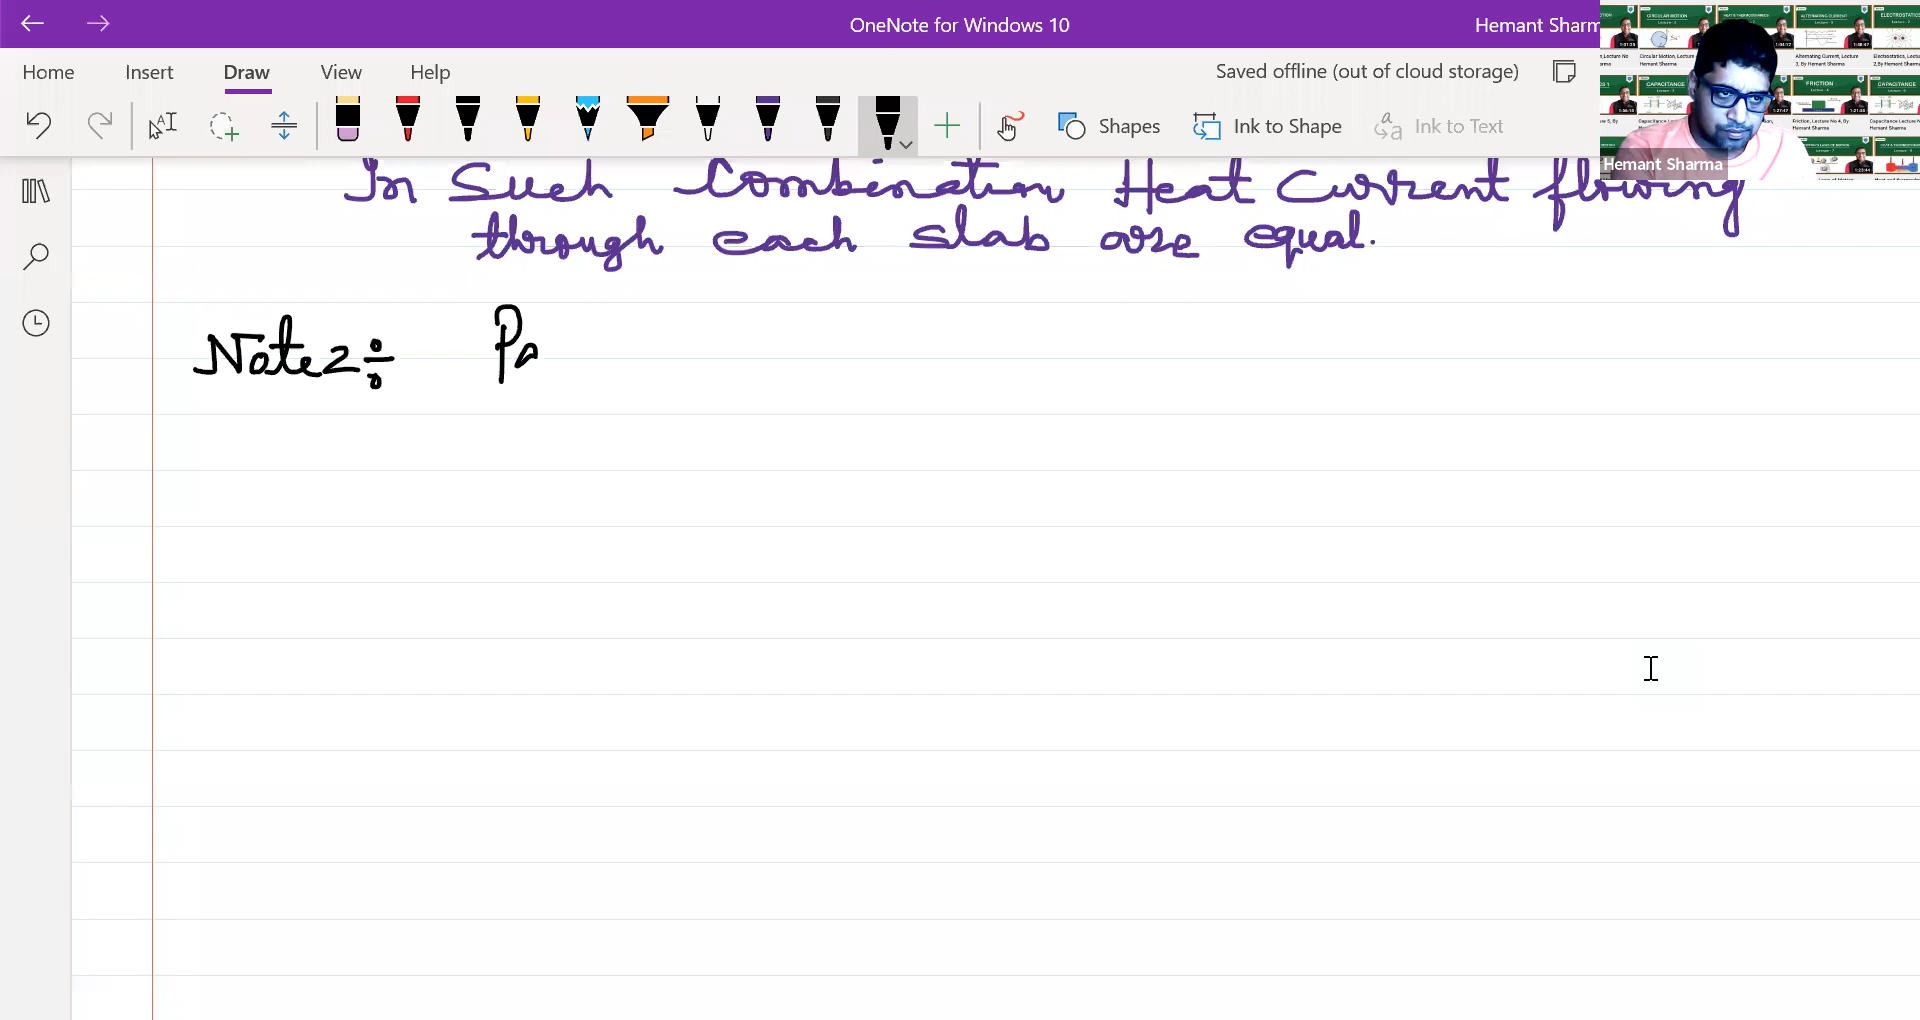 OneNote for Windows 10
Hemant Sharm
Home Insert Draw View Help
Saved offline (out of cloud storage)
Shapes Ink to Shape Ink to Text
Hemant Sharma
In Such Combination Heat Current flowing
through each slab are equal.
Note 2 ÷ Pa